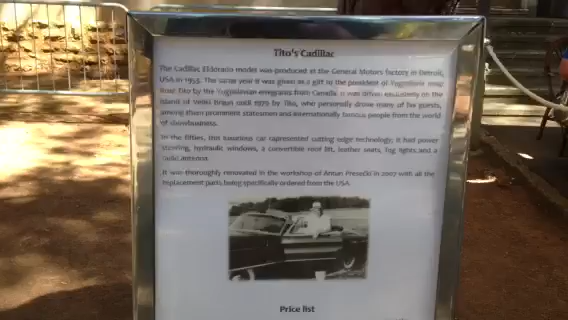 Tito's Cadillac
The Cadillac Eldorado model was produced at the General Motors factory in Detroit,
USA in 1953. The same year it was given as a gift to the president of Yugoslavia Josip
Broz Tito by the Yugoslavian emigrants from Canada. It was driven exclusively on the
island of Veliki Brijun until 1979 by Tito, who personally drove many of his guests,
among them prominent statesmen and internationally famous people from the world
of showbusiness.
In the fifties, this luxurious car represented cutting edge technology; it had power
steering, hydraulic windows, a convertible roof lift, leather seats, fog lights and a
radio antenna.
It was thoroughly renovated in the workshop of Antun Presečki in 2007 with all the
replacement parts being specifically ordered from the USA.
Price list